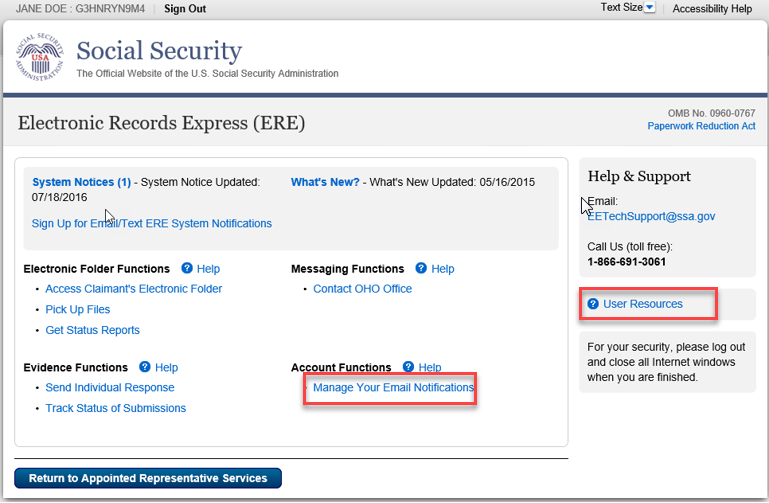 JANE DOE : G3HNRYN9M4 | Sign Out
Text Size | Accessibility Help
SOCIAL SECURITY ADMINISTRATION
USA
Social Security
The Official Website of the U.S. Social Security Administration
Electronic Records Express (ERE)
OMB No. 0960-0767
Paperwork Reduction Act
System Notices (1) - System Notice Updated:
07/18/2016
Sign Up for Email/Text ERE System Notifications
What's New? - What's New Updated: 05/16/2015
Electronic Folder Functions ? Help
• Access Claimant's Electronic Folder
• Pick Up Files
• Get Status Reports
Messaging Functions ? Help
• Contact OHO Office
Evidence Functions ? Help
• Send Individual Response
• Track Status of Submissions
Account Functions ? Help
• Manage Your Email Notifications
Return to Appointed Representative Services
Help & Support
Email:
EETechSupport@ssa.gov
Call Us (toll free):
1-866-691-3061
? User Resources
For your security, please log out
and close all Internet windows
when you are finished.